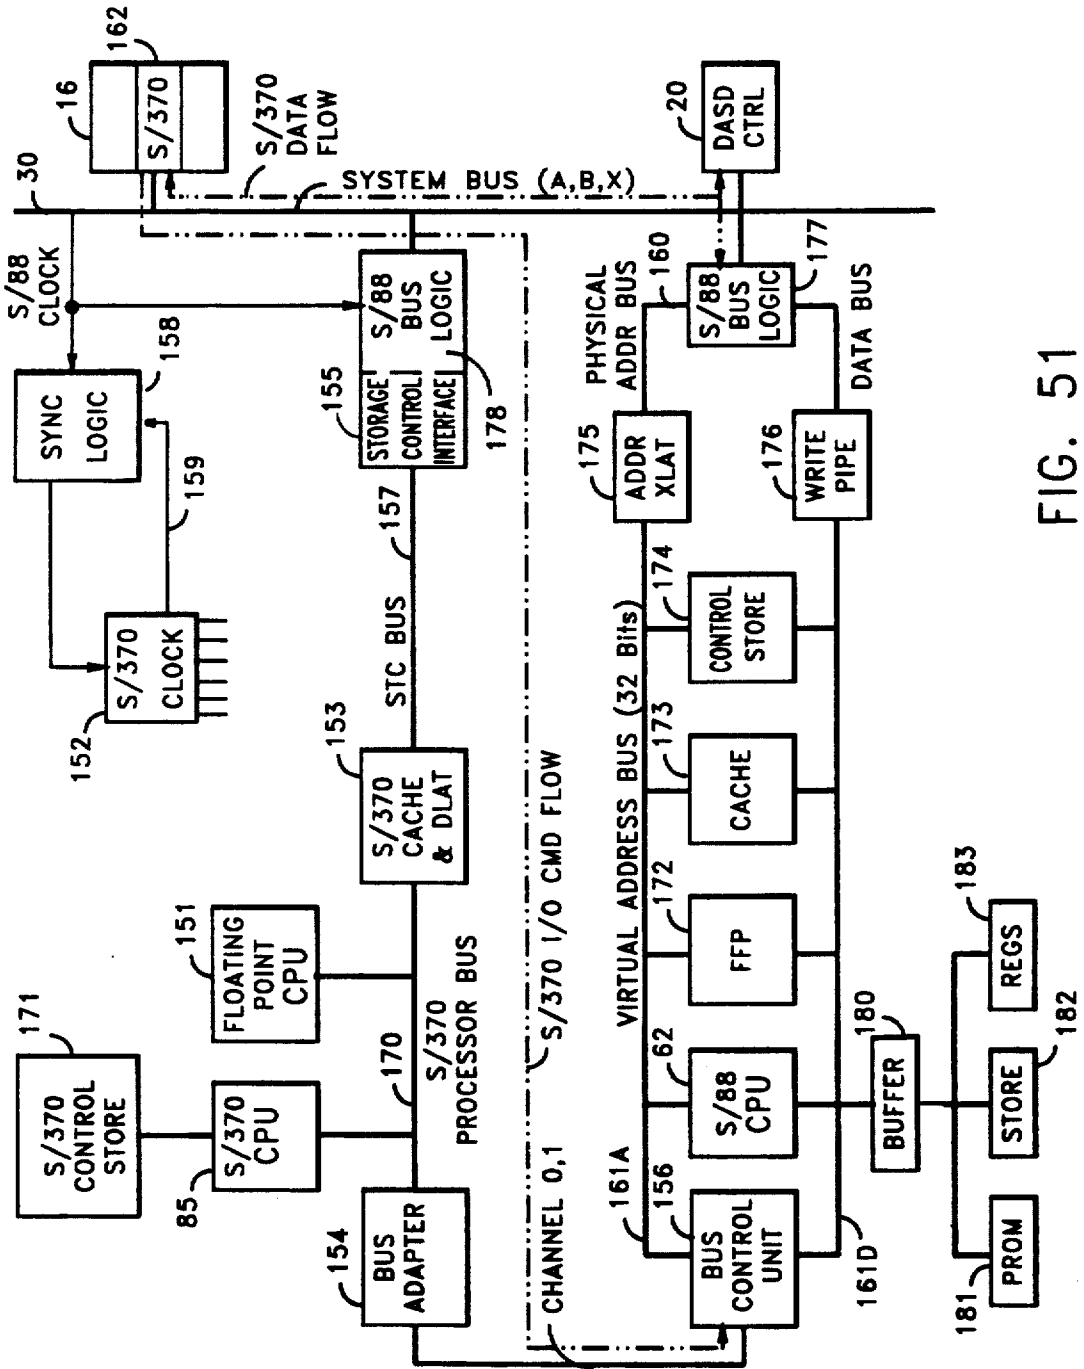 171
S/370
CONTROL
STORE
151
FLOATING
POINT
CPU
S/370
CPU
85
154
BUS
ADAPTER
170
S/370
PROCESSOR BUS
153
S/370
CACHE
& DLAT
STC BUS
157
152
S/370
CLOCK
159
SYNC
LOGIC
158
S/88
CLOCK
30
16
162
S/370
S/370
DATA
FLOW
SYSTEM BUS (A,B,X)
155
STORAGE
CONTROL
INTERFACE
S/88
BUS
LOGIC
178
CHANNEL 0,1
S/370 I/O CMD FLOW
161A
156
BUS
CONTROL
UNIT
161D
VIRTUAL ADDRESS BUS (32 Bits)
62
S/88
CPU
172
FFP
173
CACHE
174
CONTROL
STORE
175
ADDR
XLAT
176
WRITE
PIPE
PHYSICAL
ADDR BUS
160
S/88
BUS
LOGIC
177
DATA BUS
20
DASD
CTRL
180
BUFFER
181
PROM
STORE
182
REGS
183
FIG. 51